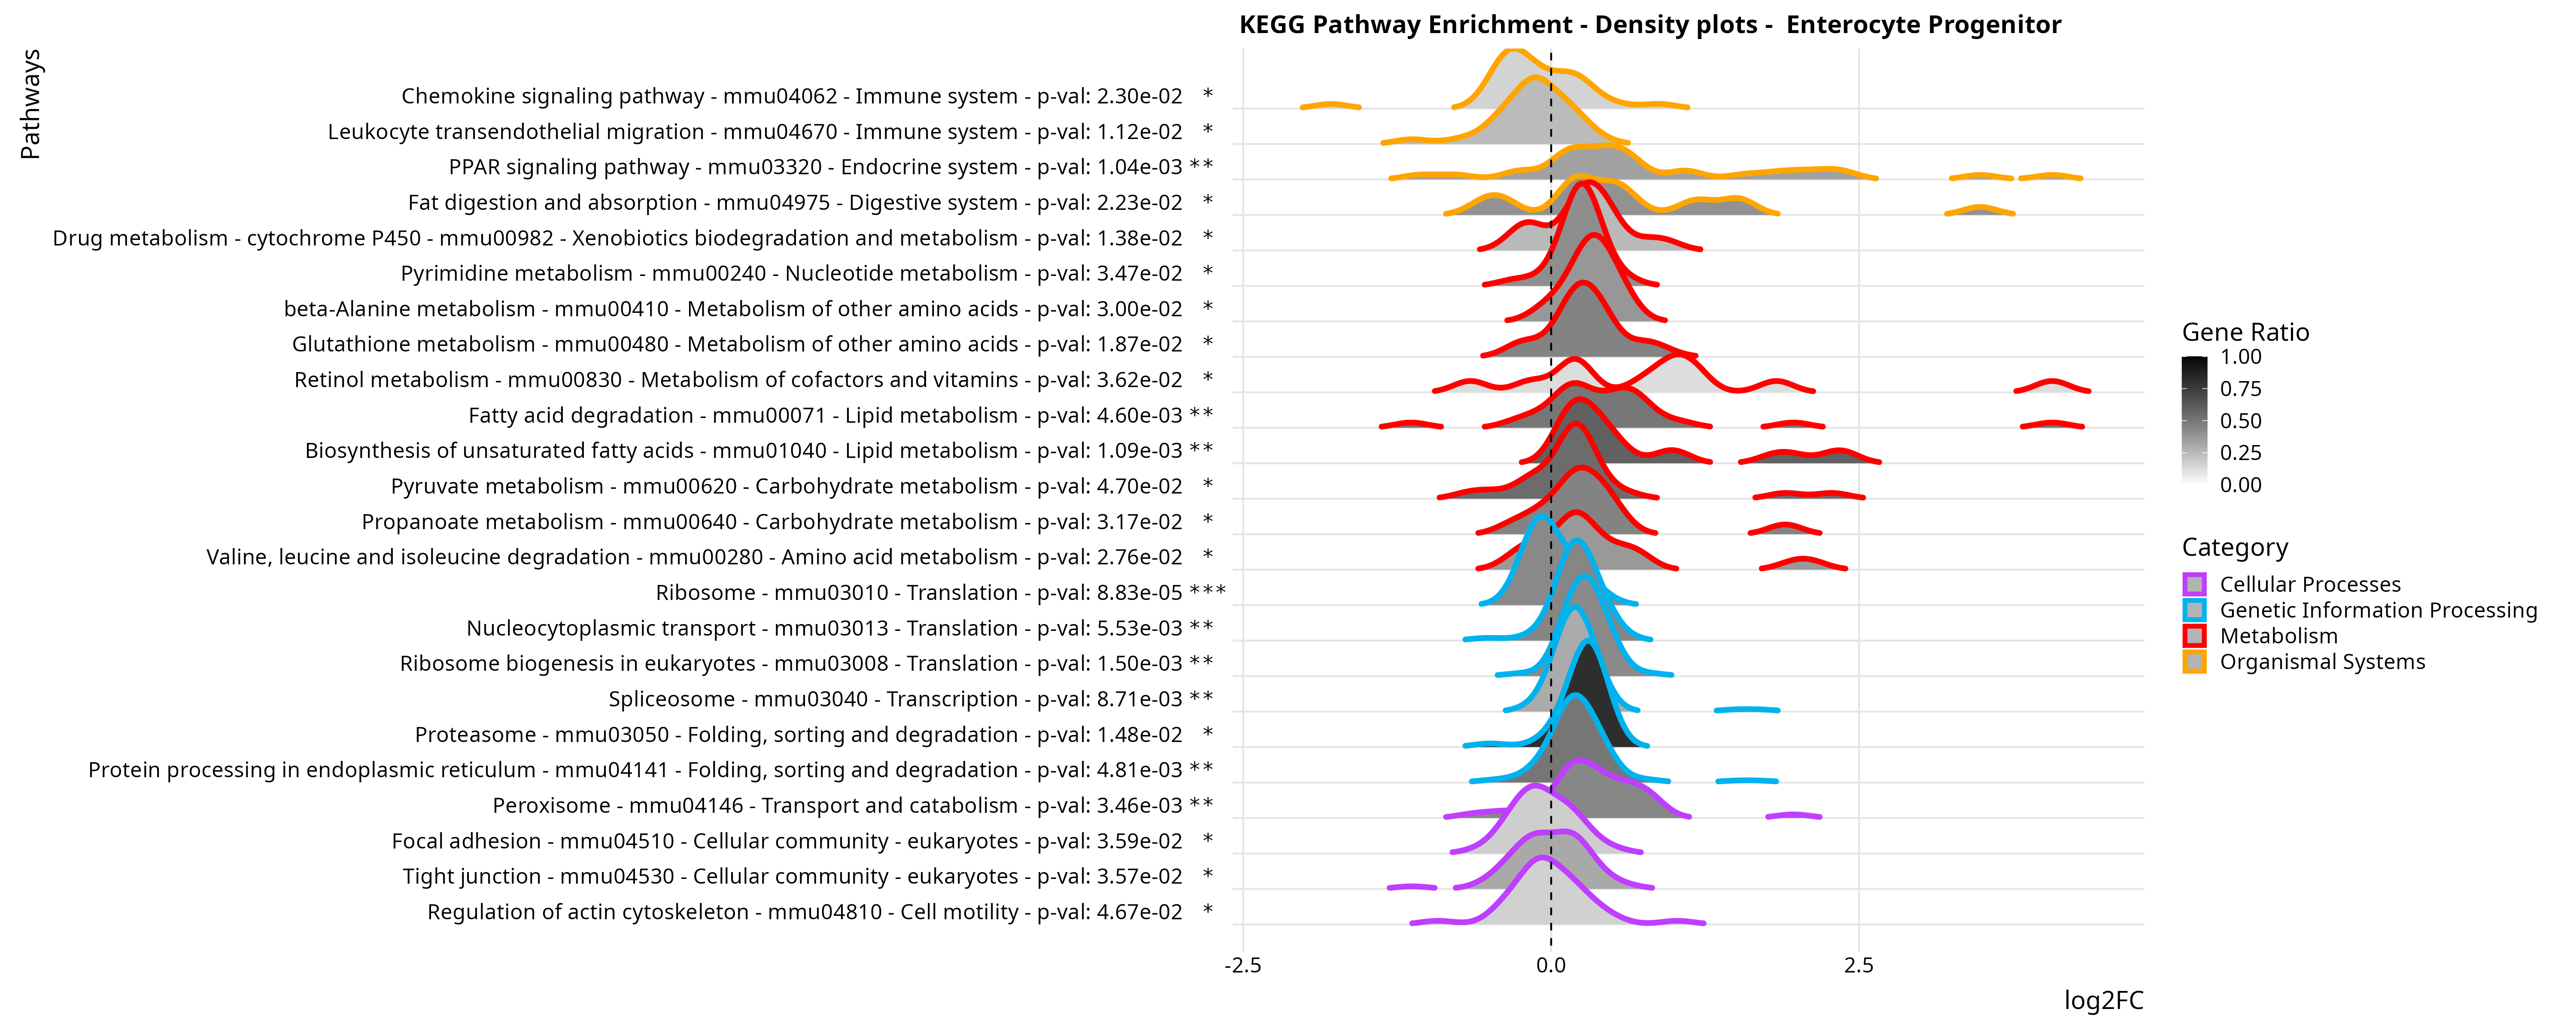 KEGG Pathway Enrichment - Density plots -  Enterocyte Progenitor
Pathways
Chemokine signaling pathway - mmu04062 - Immune system - p-val: 2.30e-02 *
Leukocyte transendothelial migration - mmu04670 - Immune system - p-val: 1.12e-02 *
PPAR signaling pathway - mmu03320 - Endocrine system - p-val: 1.04e-03 **
Fat digestion and absorption - mmu04975 - Digestive system - p-val: 2.23e-02 *
Drug metabolism - cytochrome P450 - mmu00982 - Xenobiotics biodegradation and metabolism - p-val: 1.38e-02 *
Pyrimidine metabolism - mmu00240 - Nucleotide metabolism - p-val: 3.47e-02 *
beta-Alanine metabolism - mmu00410 - Metabolism of other amino acids - p-val: 3.00e-02 *
Glutathione metabolism - mmu00480 - Metabolism of other amino acids - p-val: 1.87e-02 *
Retinol metabolism - mmu00830 - Metabolism of cofactors and vitamins - p-val: 3.62e-02 *
Fatty acid degradation - mmu00071 - Lipid metabolism - p-val: 4.60e-03 **
Biosynthesis of unsaturated fatty acids - mmu01040 - Lipid metabolism - p-val: 1.09e-03 **
Pyruvate metabolism - mmu00620 - Carbohydrate metabolism - p-val: 4.70e-02 *
Propanoate metabolism - mmu00640 - Carbohydrate metabolism - p-val: 3.17e-02 *
Valine, leucine and isoleucine degradation - mmu00280 - Amino acid metabolism - p-val: 2.76e-02 *
Ribosome - mmu03010 - Translation - p-val: 8.83e-05 ***
Nucleocytoplasmic transport - mmu03013 - Translation - p-val: 5.53e-03 **
Ribosome biogenesis in eukaryotes - mmu03008 - Translation - p-val: 1.50e-03 **
Spliceosome - mmu03040 - Transcription - p-val: 8.71e-03 **
Proteasome - mmu03050 - Folding, sorting and degradation - p-val: 1.48e-02 *
Protein processing in endoplasmic reticulum - mmu04141 - Folding, sorting and degradation - p-val: 4.81e-03 **
Peroxisome - mmu04146 - Transport and catabolism - p-val: 3.46e-03 **
Focal adhesion - mmu04510 - Cellular community - eukaryotes - p-val: 3.59e-02 *
Tight junction - mmu04530 - Cellular community - eukaryotes - p-val: 3.57e-02 *
Regulation of actin cytoskeleton - mmu04810 - Cell motility - p-val: 4.67e-02 *
-2.5 0.0 2.5
log2FC
Gene Ratio
1.00
0.75
0.50
0.25
0.00
Category
Cellular Processes
Genetic Information Processing
Metabolism
Organismal Systems